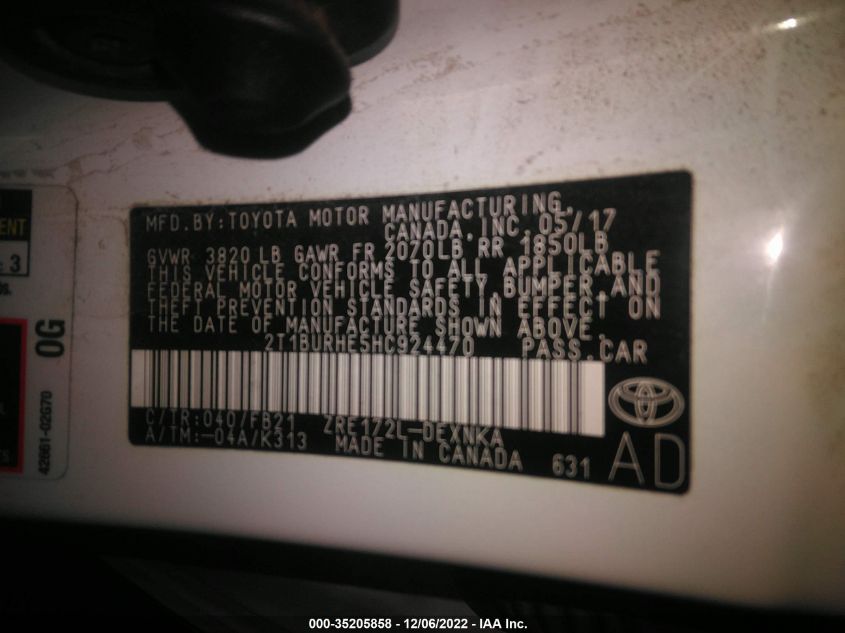 MFD.BY:TOYOTA MOTOR MANUFACTURING,
CANADA,INC.05/17
GVWR 3820 LB GAWR FR 2070LB RR 1850LB
THIS VEHICLE CONFORMS TO ALL APPLICABLE
FEDERAL MOTOR VEHICLE SAFETY BUMPER AND
THEFT PREVENTION STANDARDS IN EFFECT ON
THE DATE OF MANUFACTURE SHOWN ABOVE.
2T1BURHE5HC924470 PASS.CAR
C/TR:040/FB21 ZRE172L-DEXNKA
A/TM:-04A/K313 MADE IN CANADA 631
AD
3
0G
42661-02G70
000-35205858 - 12/06/2022 - IAA Inc.